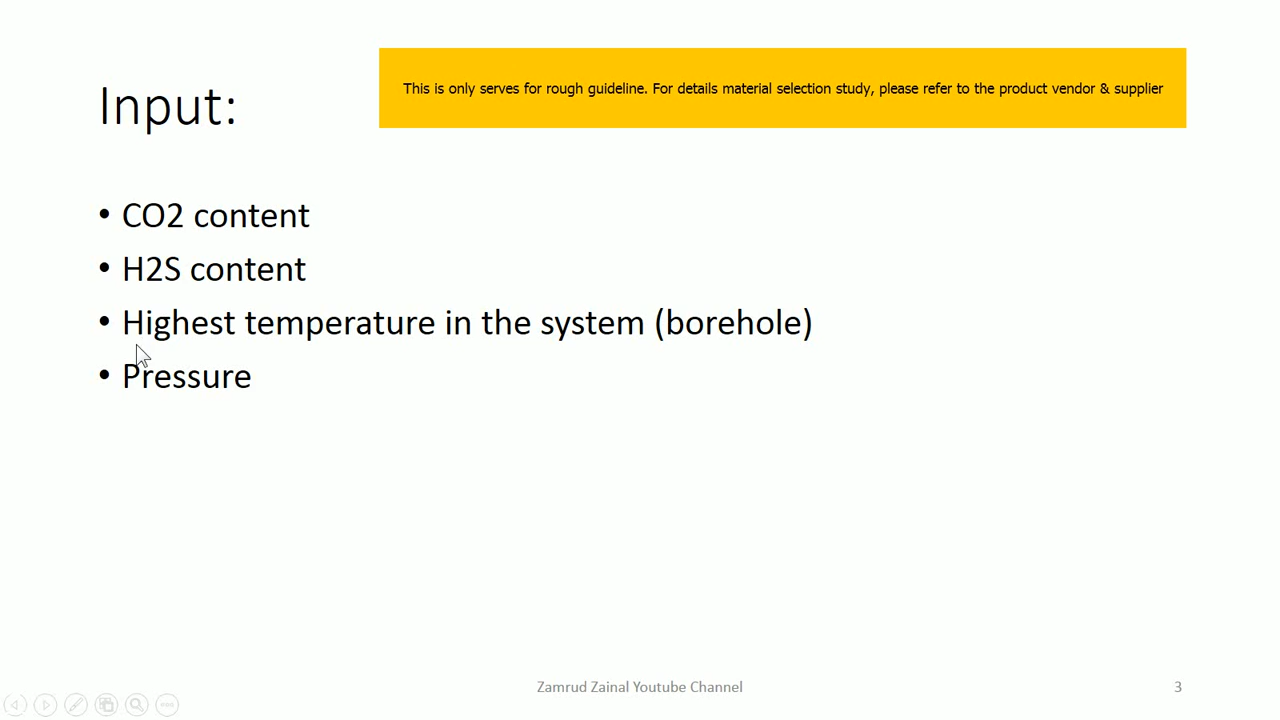 This is only serves for rough guideline. For details material selection study, please refer to the product vendor & supplier
Input:
• CO2 content
• H2S content
• Highest temperature in the system (borehole)
• Pressure
Zamrud Zainal Youtube Channel
3